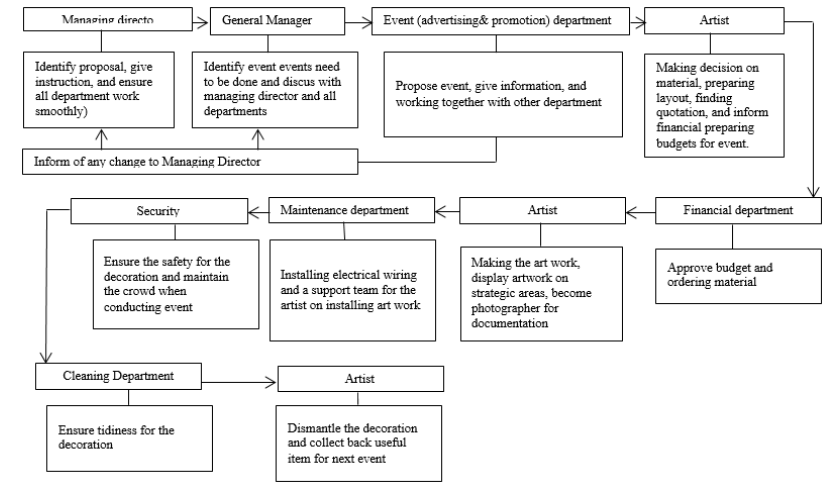 Managing directo
General Manager
Event (advertising& promotion) department
Artist
Identify proposal, give
instruction, and ensure
all department work
smoothly)
Identify event events need
to be done and discus with
managing director and all
departments
Propose event, give information, and
working together with other department
Making decision on
material, preparing
layout, finding
quotation, and inform
financial preparing
budgets for event.
Inform of any change to Managing Director
Security
Maintenance department
Artist
Financial department
Ensure the safety for the
decoration and maintain
the crowd when
conducting event
Installing electrical wiring
and a support team for the
artist on installing art work
Making the art work,
display artwork on
strategic areas, become
photographer for
documentation
Approve budget and
ordering material
Cleaning Department
Artist
Ensure tidiness for the
decoration
Dismantle the decoration
and collect back useful
item for next event